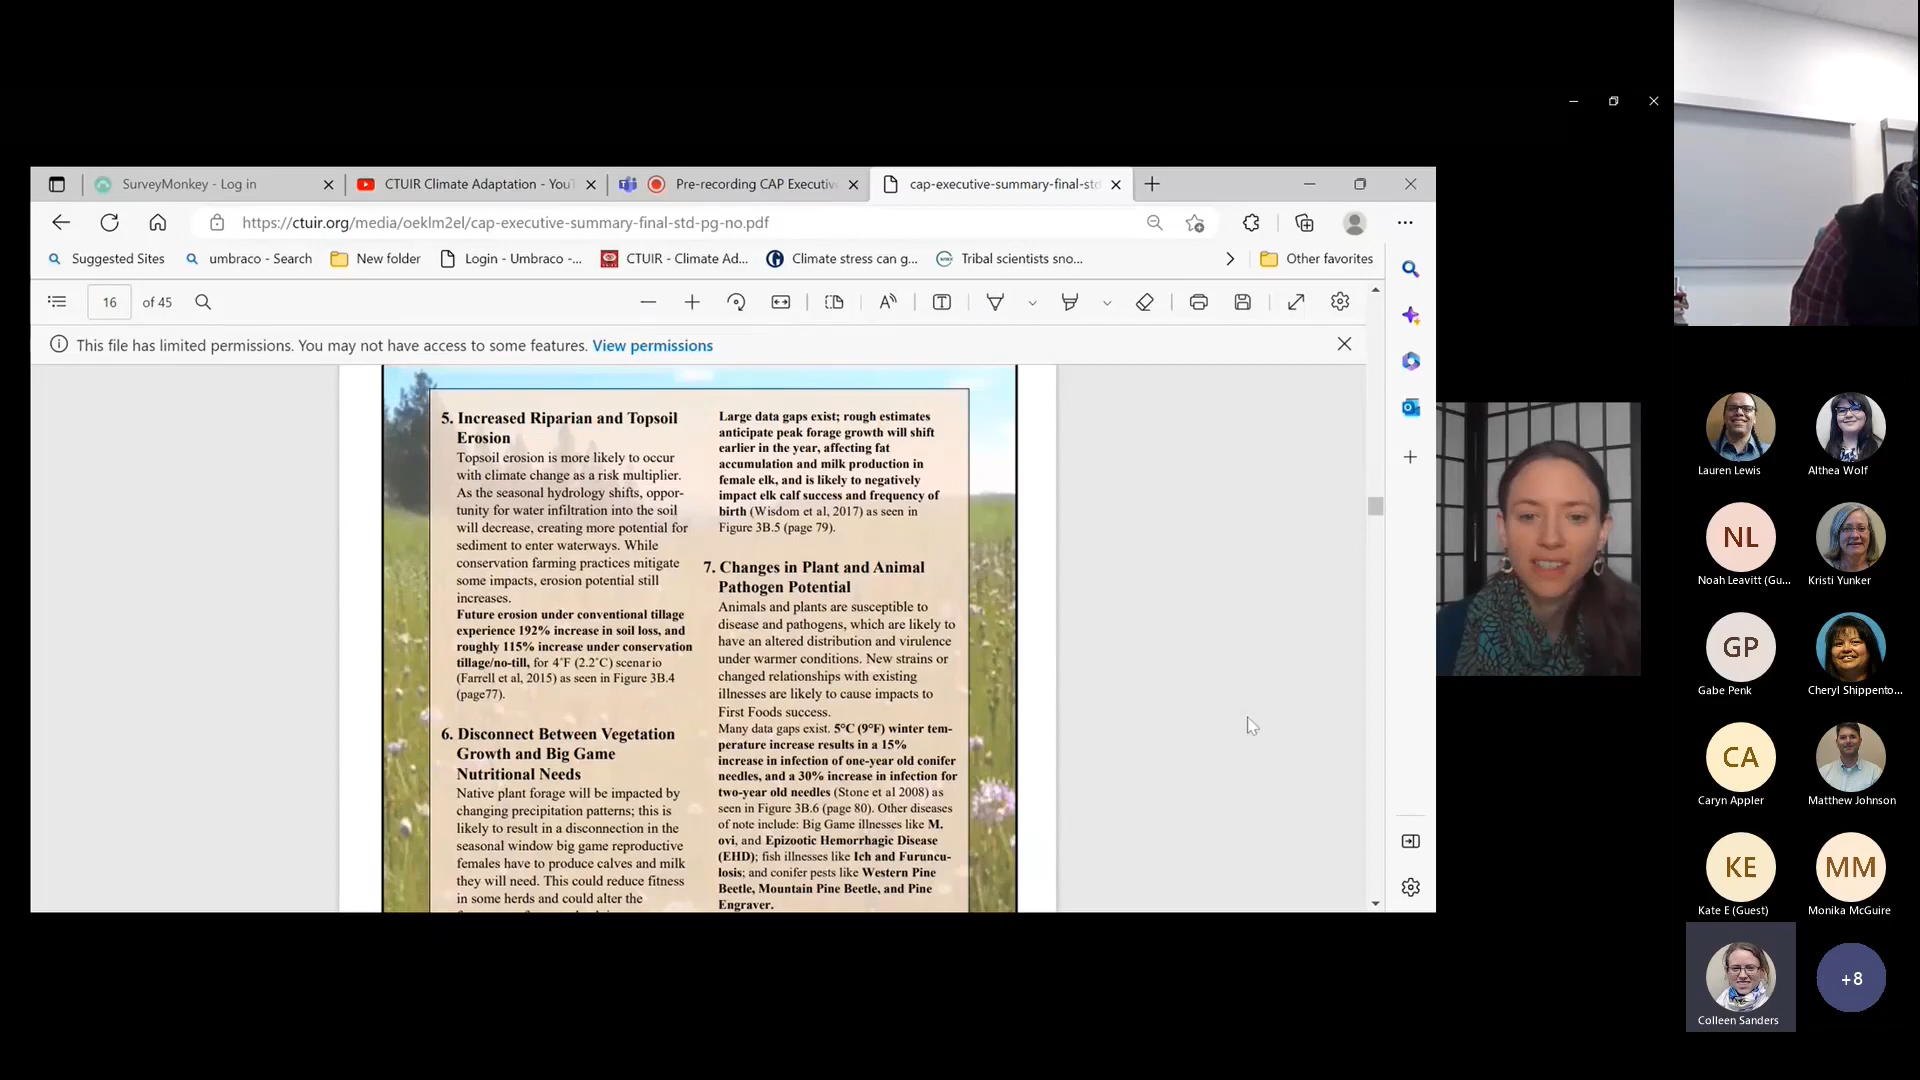 SurveyMonkey - Log in
CTUIR Climate Adaptation - You
Pre-recording CAP Executiv
cap-executive-summary-final-std
https://ctuir.org/media/oeklm2el/cap-executive-summary-final-std-pg-no.pdf
Suggested Sites
umbraco - Search
New folder
Login - Umbraco -...
CTUIR - Climate Ad...
Climate stress can g...
Tribal scientists sno...
Other favorites
16 of 45
This file has limited permissions. You may not have access to some features. View permissions
5. Increased Riparian and Topsoil
Erosion
Topsoil erosion is more likely to occur
with climate change as a risk multiplier.
As the seasonal hydrology shifts, oppor-
tunity for water infiltration into the soil
will decrease, creating more potential for
sediment to enter waterways. While
conservation farming practices mitigate
some impacts, erosion potential still
increases.
Future erosion under conventional tillage
experience 192% increase in soil loss, and
roughly 115% increase under conservation
tillage/no-till, for 4˚F (2.2˚C) scenario
(Farrell et al, 2015) as seen in Figure 3B.4
(page77).
6. Disconnect Between Vegetation
Growth and Big Game
Nutritional Needs
Native plant forage will be impacted by
changing precipitation patterns; this is
likely to result in a disconnection in the
seasonal window big game reproductive
females have to produce calves and milk
they will need. This could reduce fitness
in some herds and could alter the
Large data gaps exist; rough estimates
anticipate peak forage growth will shift
earlier in the year, affecting fat
accumulation and milk production in
female elk, and is likely to negatively
impact elk calf success and frequency of
birth (Wisdom et al, 2017) as seen in
Figure 3B.5 (page 79).
7. Changes in Plant and Animal
Pathogen Potential
Animals and plants are susceptible to
disease and pathogens, which are likely to
have an altered distribution and virulence
under warmer conditions. New strains or
changed relationships with existing
illnesses are likely to cause impacts to
First Foods success.
Many data gaps exist. 5°C (9°F) winter tem-
perature increase results in a 15%
increase in infection of one-year old conifer
needles, and a 30% increase in infection for
two-year old needles (Stone et al 2008) as
seen in Figure 3B.6 (page 80). Other diseases
of note include: Big Game illnesses like M.
ovi, and Epizootic Hemorrhagic Disease
(EHD); fish illnesses like Ich and Furuncu-
losis; and conifer pests like Western Pine
Beetle, Mountain Pine Beetle, and Pine
Engraver.
Lauren Lewis
Althea Wolf
NL
Noah Leavitt (Gu...
Kristi Yunker
GP
Gabe Penk
Cheryl Shippento...
CA
Caryn Appler
Matthew Johnson
KE
Kate E (Guest)
MM
Monika McGuire
Colleen Sanders
+8